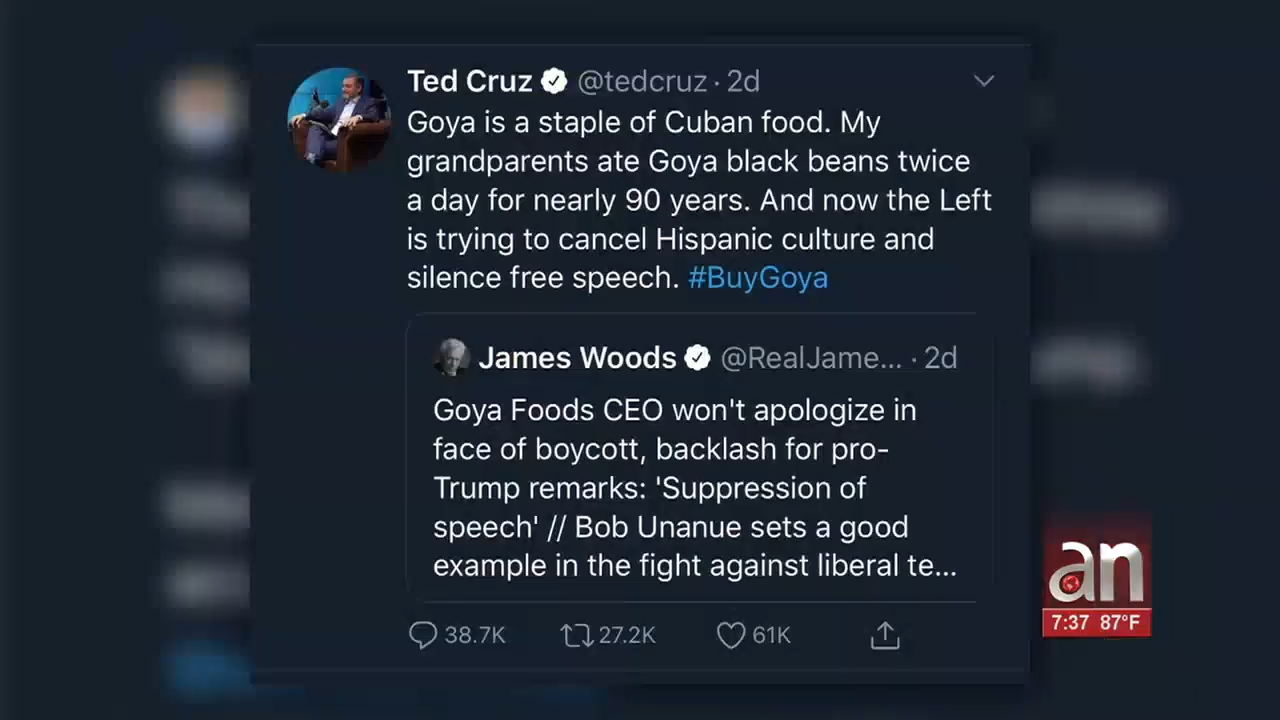 Ted Cruz @tedcruz · 2d
Goya is a staple of Cuban food. My
grandparents ate Goya black beans twice
a day for nearly 90 years. And now the Left
is trying to cancel Hispanic culture and
silence free speech. #BuyGoya
James Woods @RealJame... · 2d
Goya Foods CEO won't apologize in
face of boycott, backlash for pro-
Trump remarks: 'Suppression of
speech' // Bob Unanue sets a good
example in the fight against liberal te...
38.7K 27.2K 61K
an
7:37 87°F